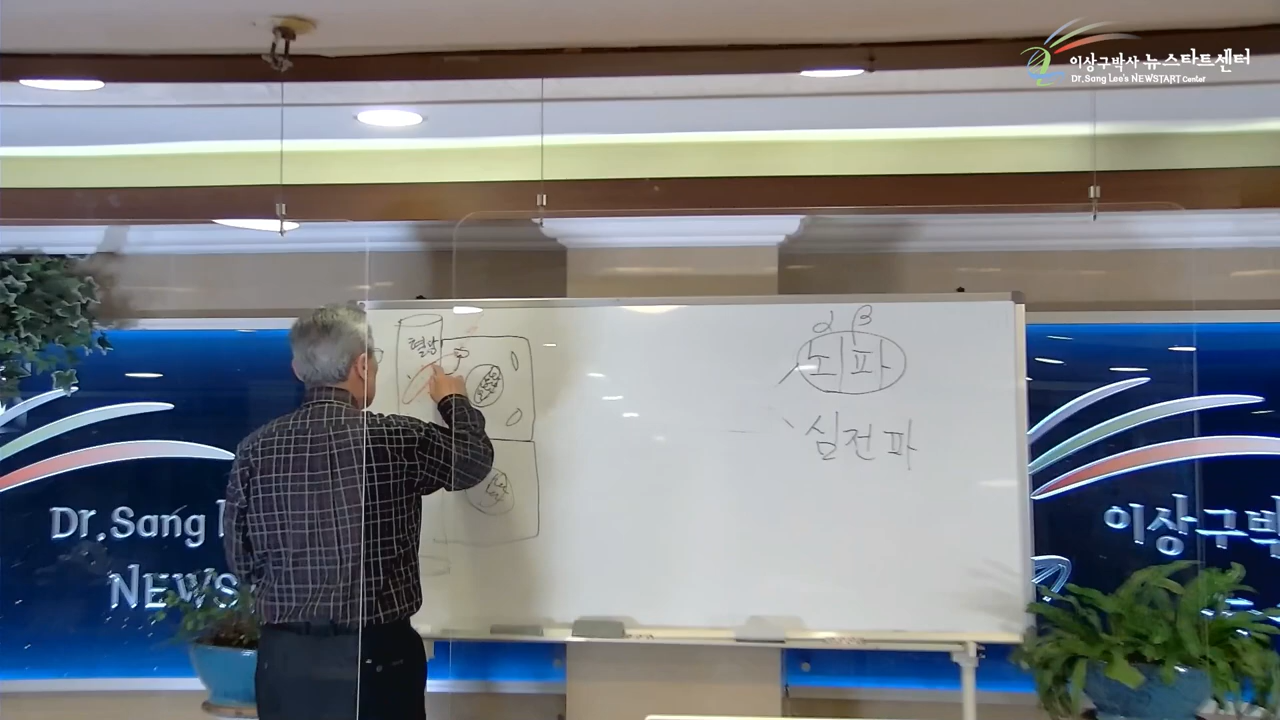 이상구박사 뉴스타트센터
Dr.Sang Lee's NEWSTART Center
α β
뇌파
심전파
혈당
Dr.Sang
NEWS
이상구박